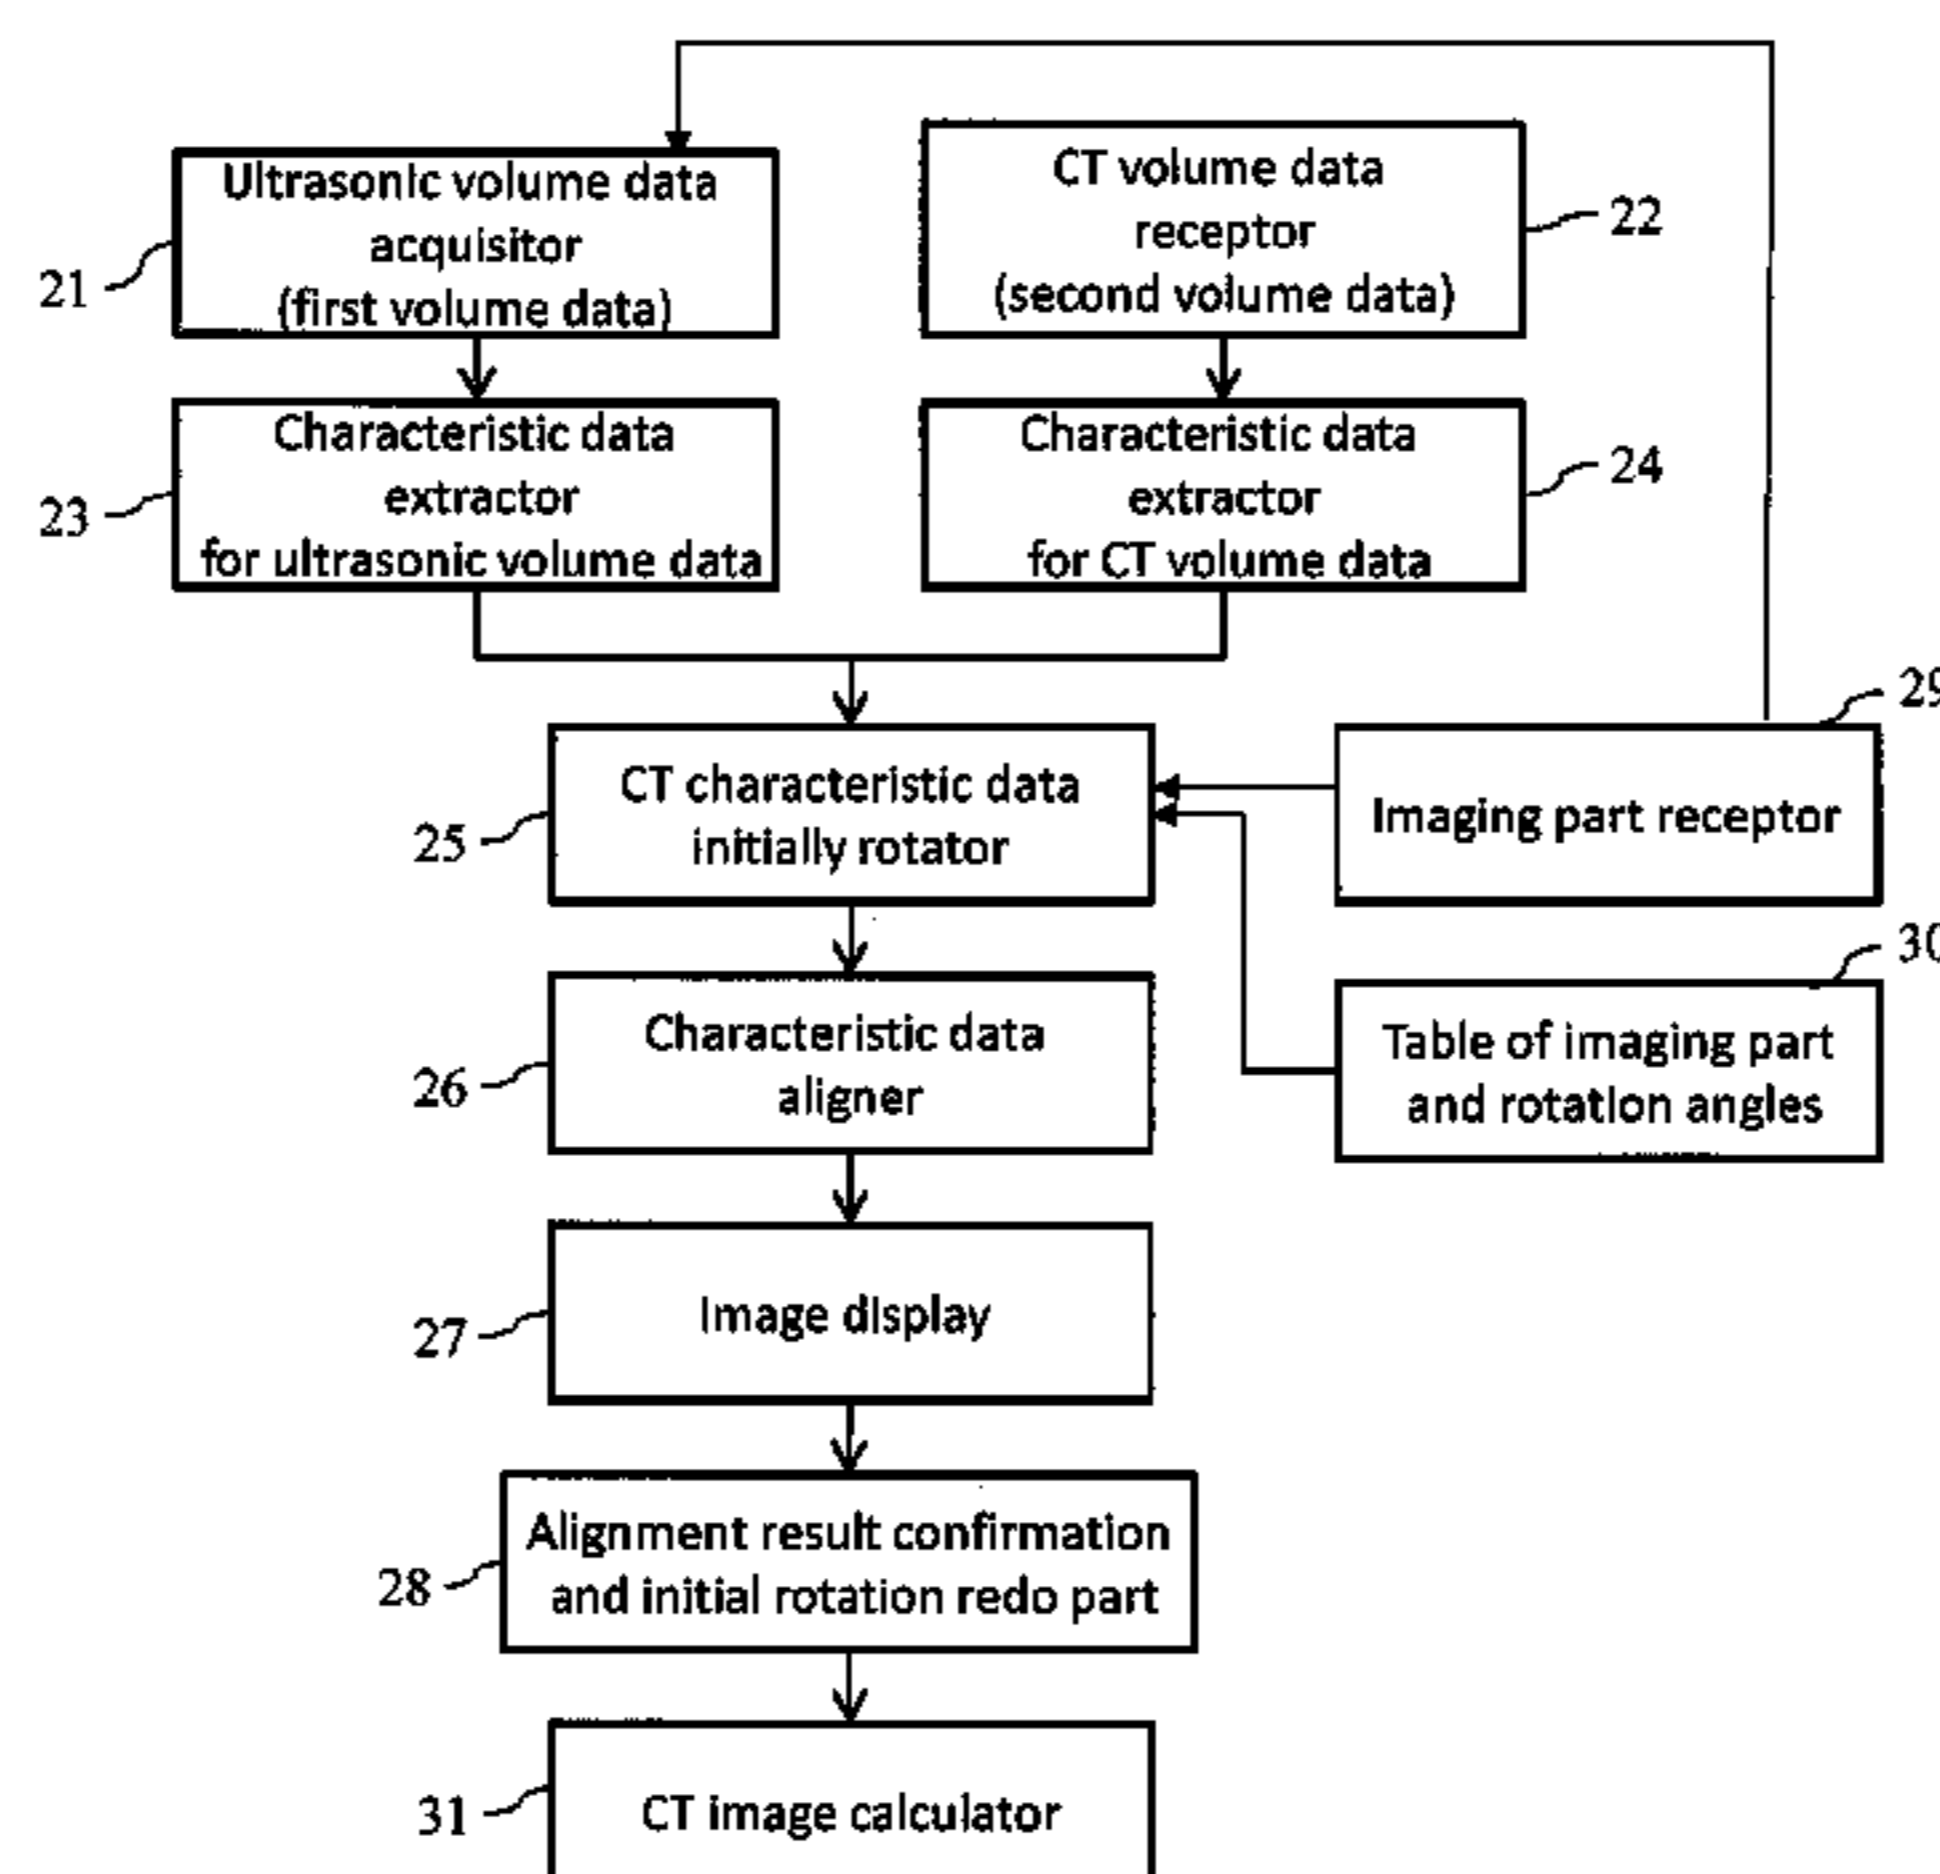 Ultrasonic volume data
acquisitor
(first volume data)
21
CT volume data
receptor
(second volume data)
22
Characteristic data
extractor
for ultrasonic volume data
23
Characteristic data
extractor
for CT volume data
24
CT characteristic data
initially rotator
25
Imaging part receptor
29
Characteristic data
aligner
26
Table of imaging part
and rotation angles
30
Image display
27
Alignment result confirmation
and initial rotation redo part
28
CT image calculator
31